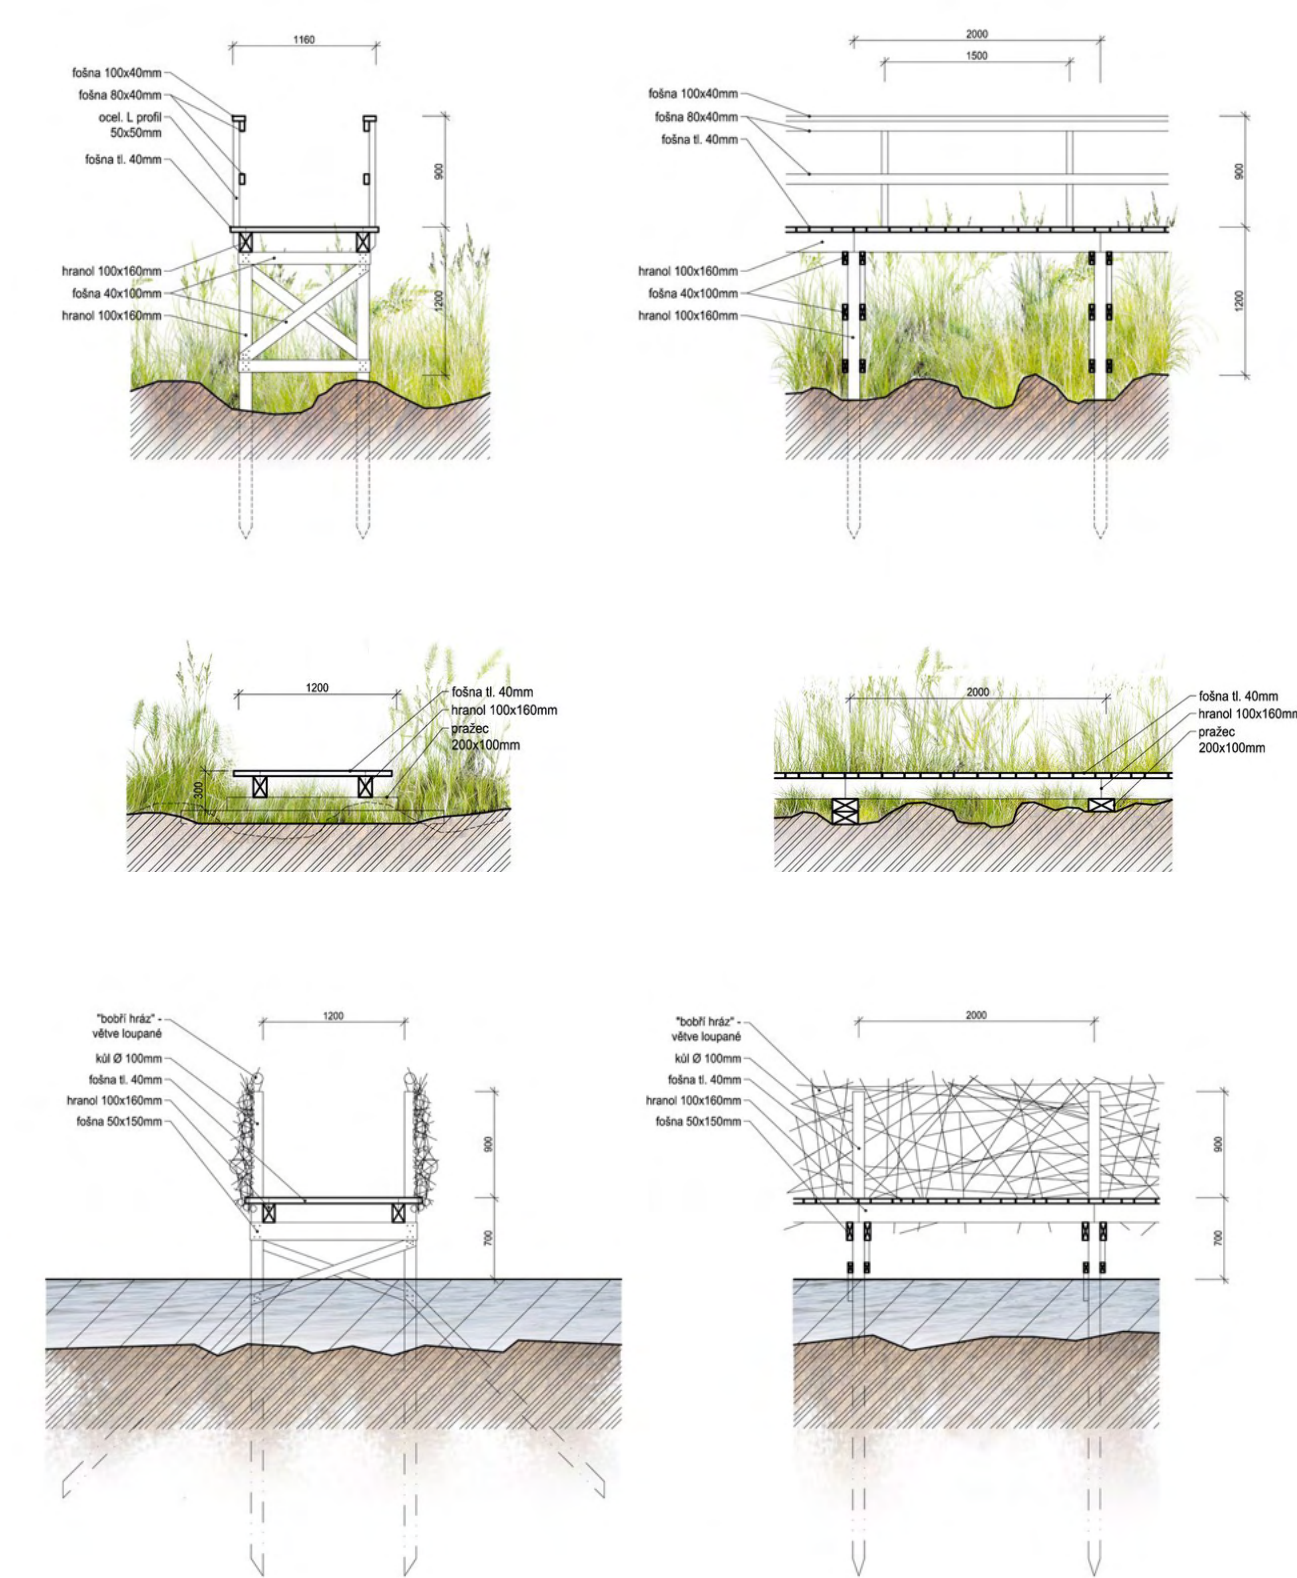 1160
fošna 100x40mm
fošna 80x40mm
ocel. L profil
50x50mm
fošna tl. 40mm
900
hranol 100x160mm
fošna 40x100mm
hranol 100x160mm
1200
2000
1500
fošna 100x40mm
fošna 80x40mm
fošna tl. 40mm
900
hranol 100x160mm
fošna 40x100mm
hranol 100x160mm
1200
1200
fošna tl. 40mm
hranol 100x160mm
pražec
200x100mm
300
2000
fošna tl. 40mm
hranol 100x160mm
pražec
200x100mm
"bobří hráz" -
větve loupané
kůl Ø 100mm
fošna tl. 40mm
hranol 100x160mm
fošna 50x150mm
1200
900
700
"bobří hráz" -
větve loupané
kůl Ø 100mm
fošna tl. 40mm
hranol 100x160mm
fošna 50x150mm
2000
900
700